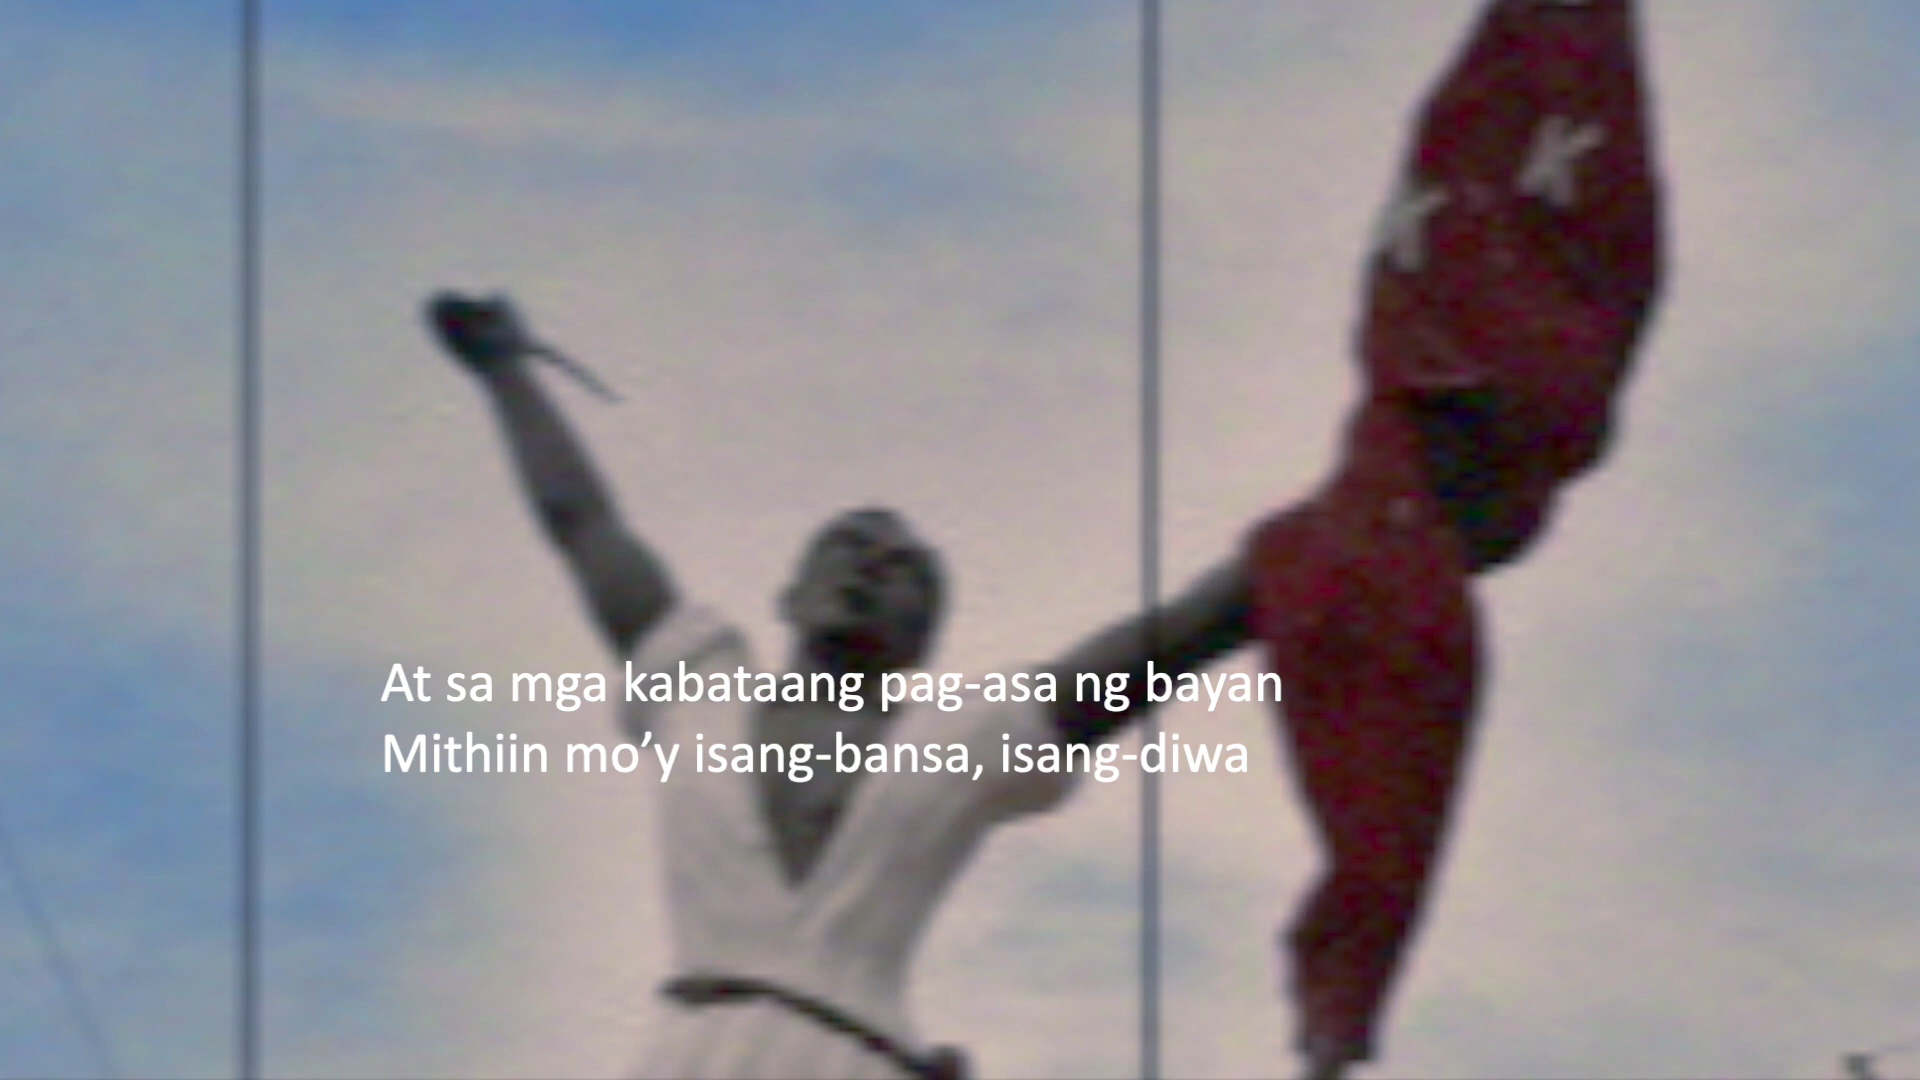 K K
At sa mga kabataang pag-asa ng bayan
Mithiin mo’y isang-bansa, isang-diwa